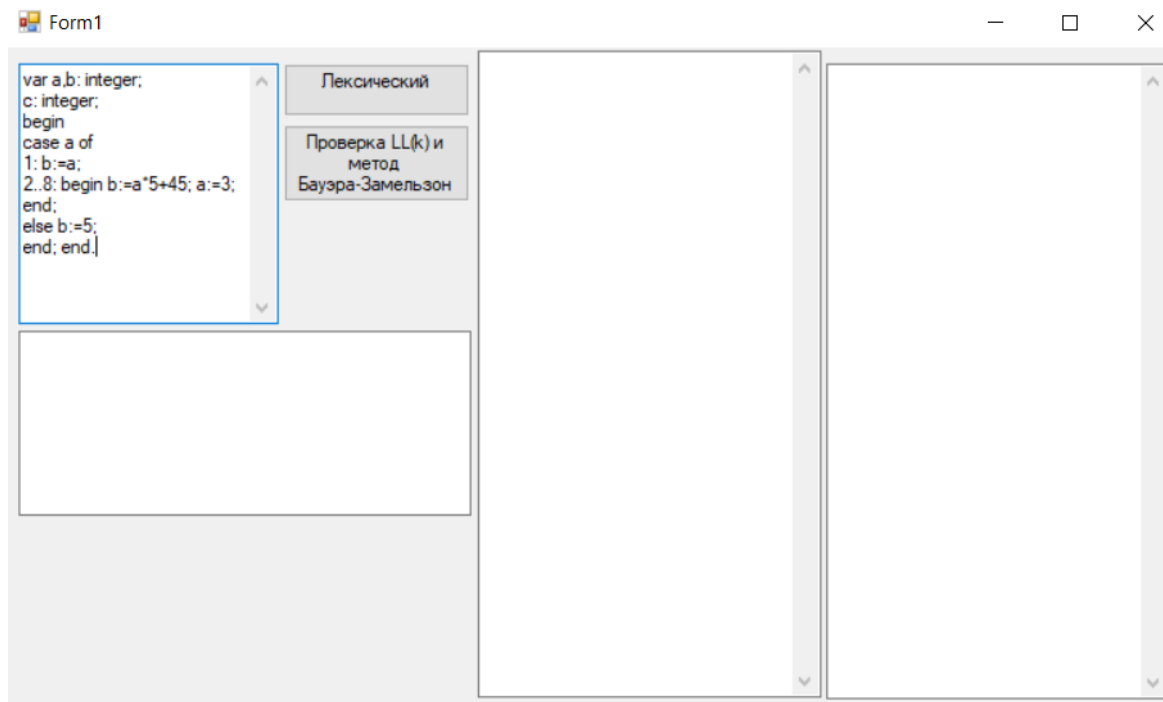 Form1
var a,b: integer;
c: integer;
begin
case a of
1: b:=a;
2..8: begin b:=a*5+45; a:=3;
end;
else b:=5;
end; end.
Лексический
Проверка LL(k) и
метод
Бауэра-Замельзон